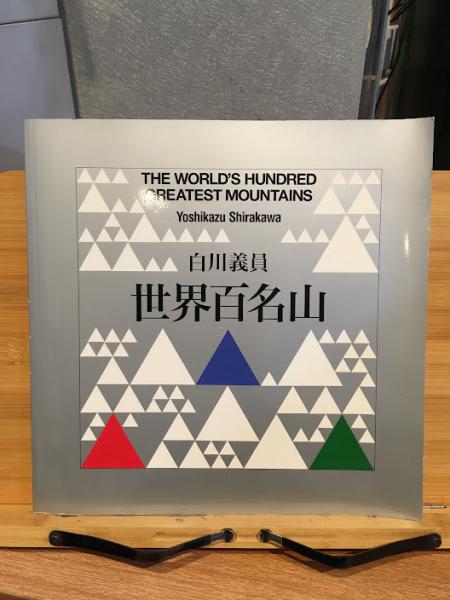 THE WORLD'S HUNDRED
GREATEST MOUNTAINS
Yoshikazu Shirakawa
白川義員
世界百名山